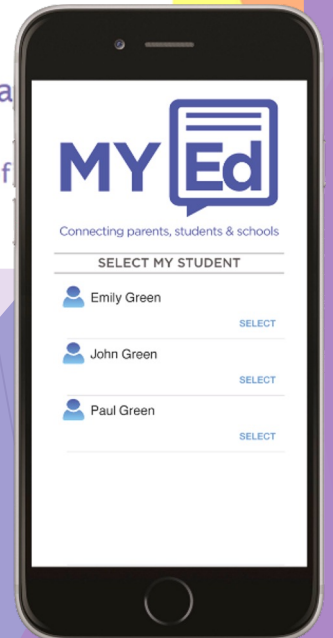 MY Ed
Connecting parents, students & schools
SELECT MY STUDENT
Emily Green
SELECT
John Green
SELECT
Paul Green
SELECT